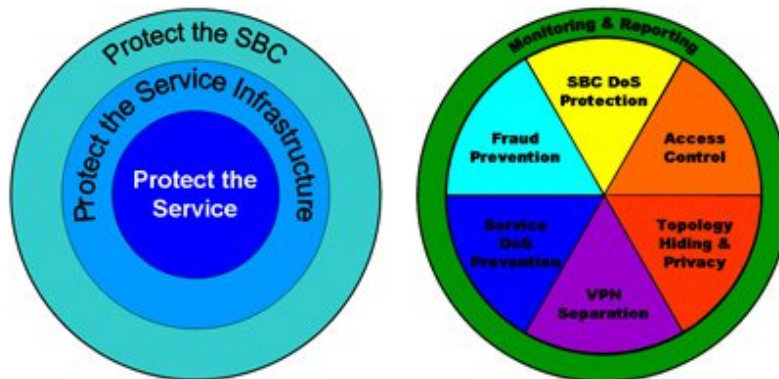 Protect the SBC
Protect the Service Infrastructure
Protect the
Service
Monitoring & Reporting
SBC DoS
Protection
Fraud
Prevention
Access
Control
Service
DoS
Prevention
Topology
Hiding &
Privacy
VPN
Separation